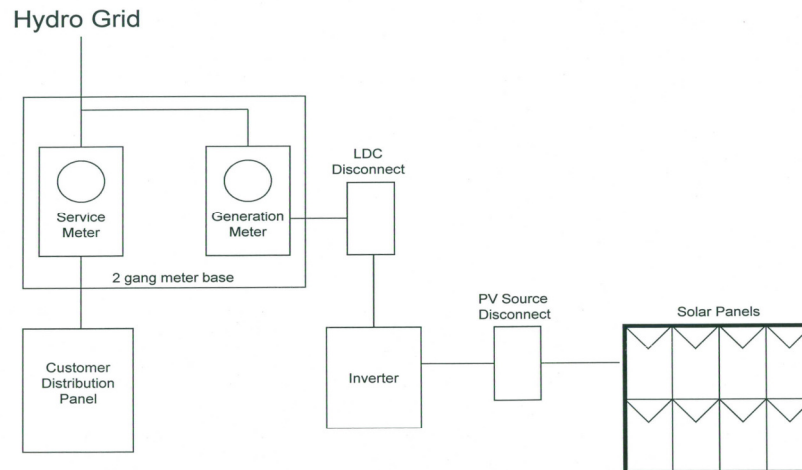 Hydro Grid
LDC
Disconnect
Service
Meter
Generation
Meter
2 gang meter base
PV Source
Disconnect
Solar Panels
Customer
Distribution
Panel
Inverter